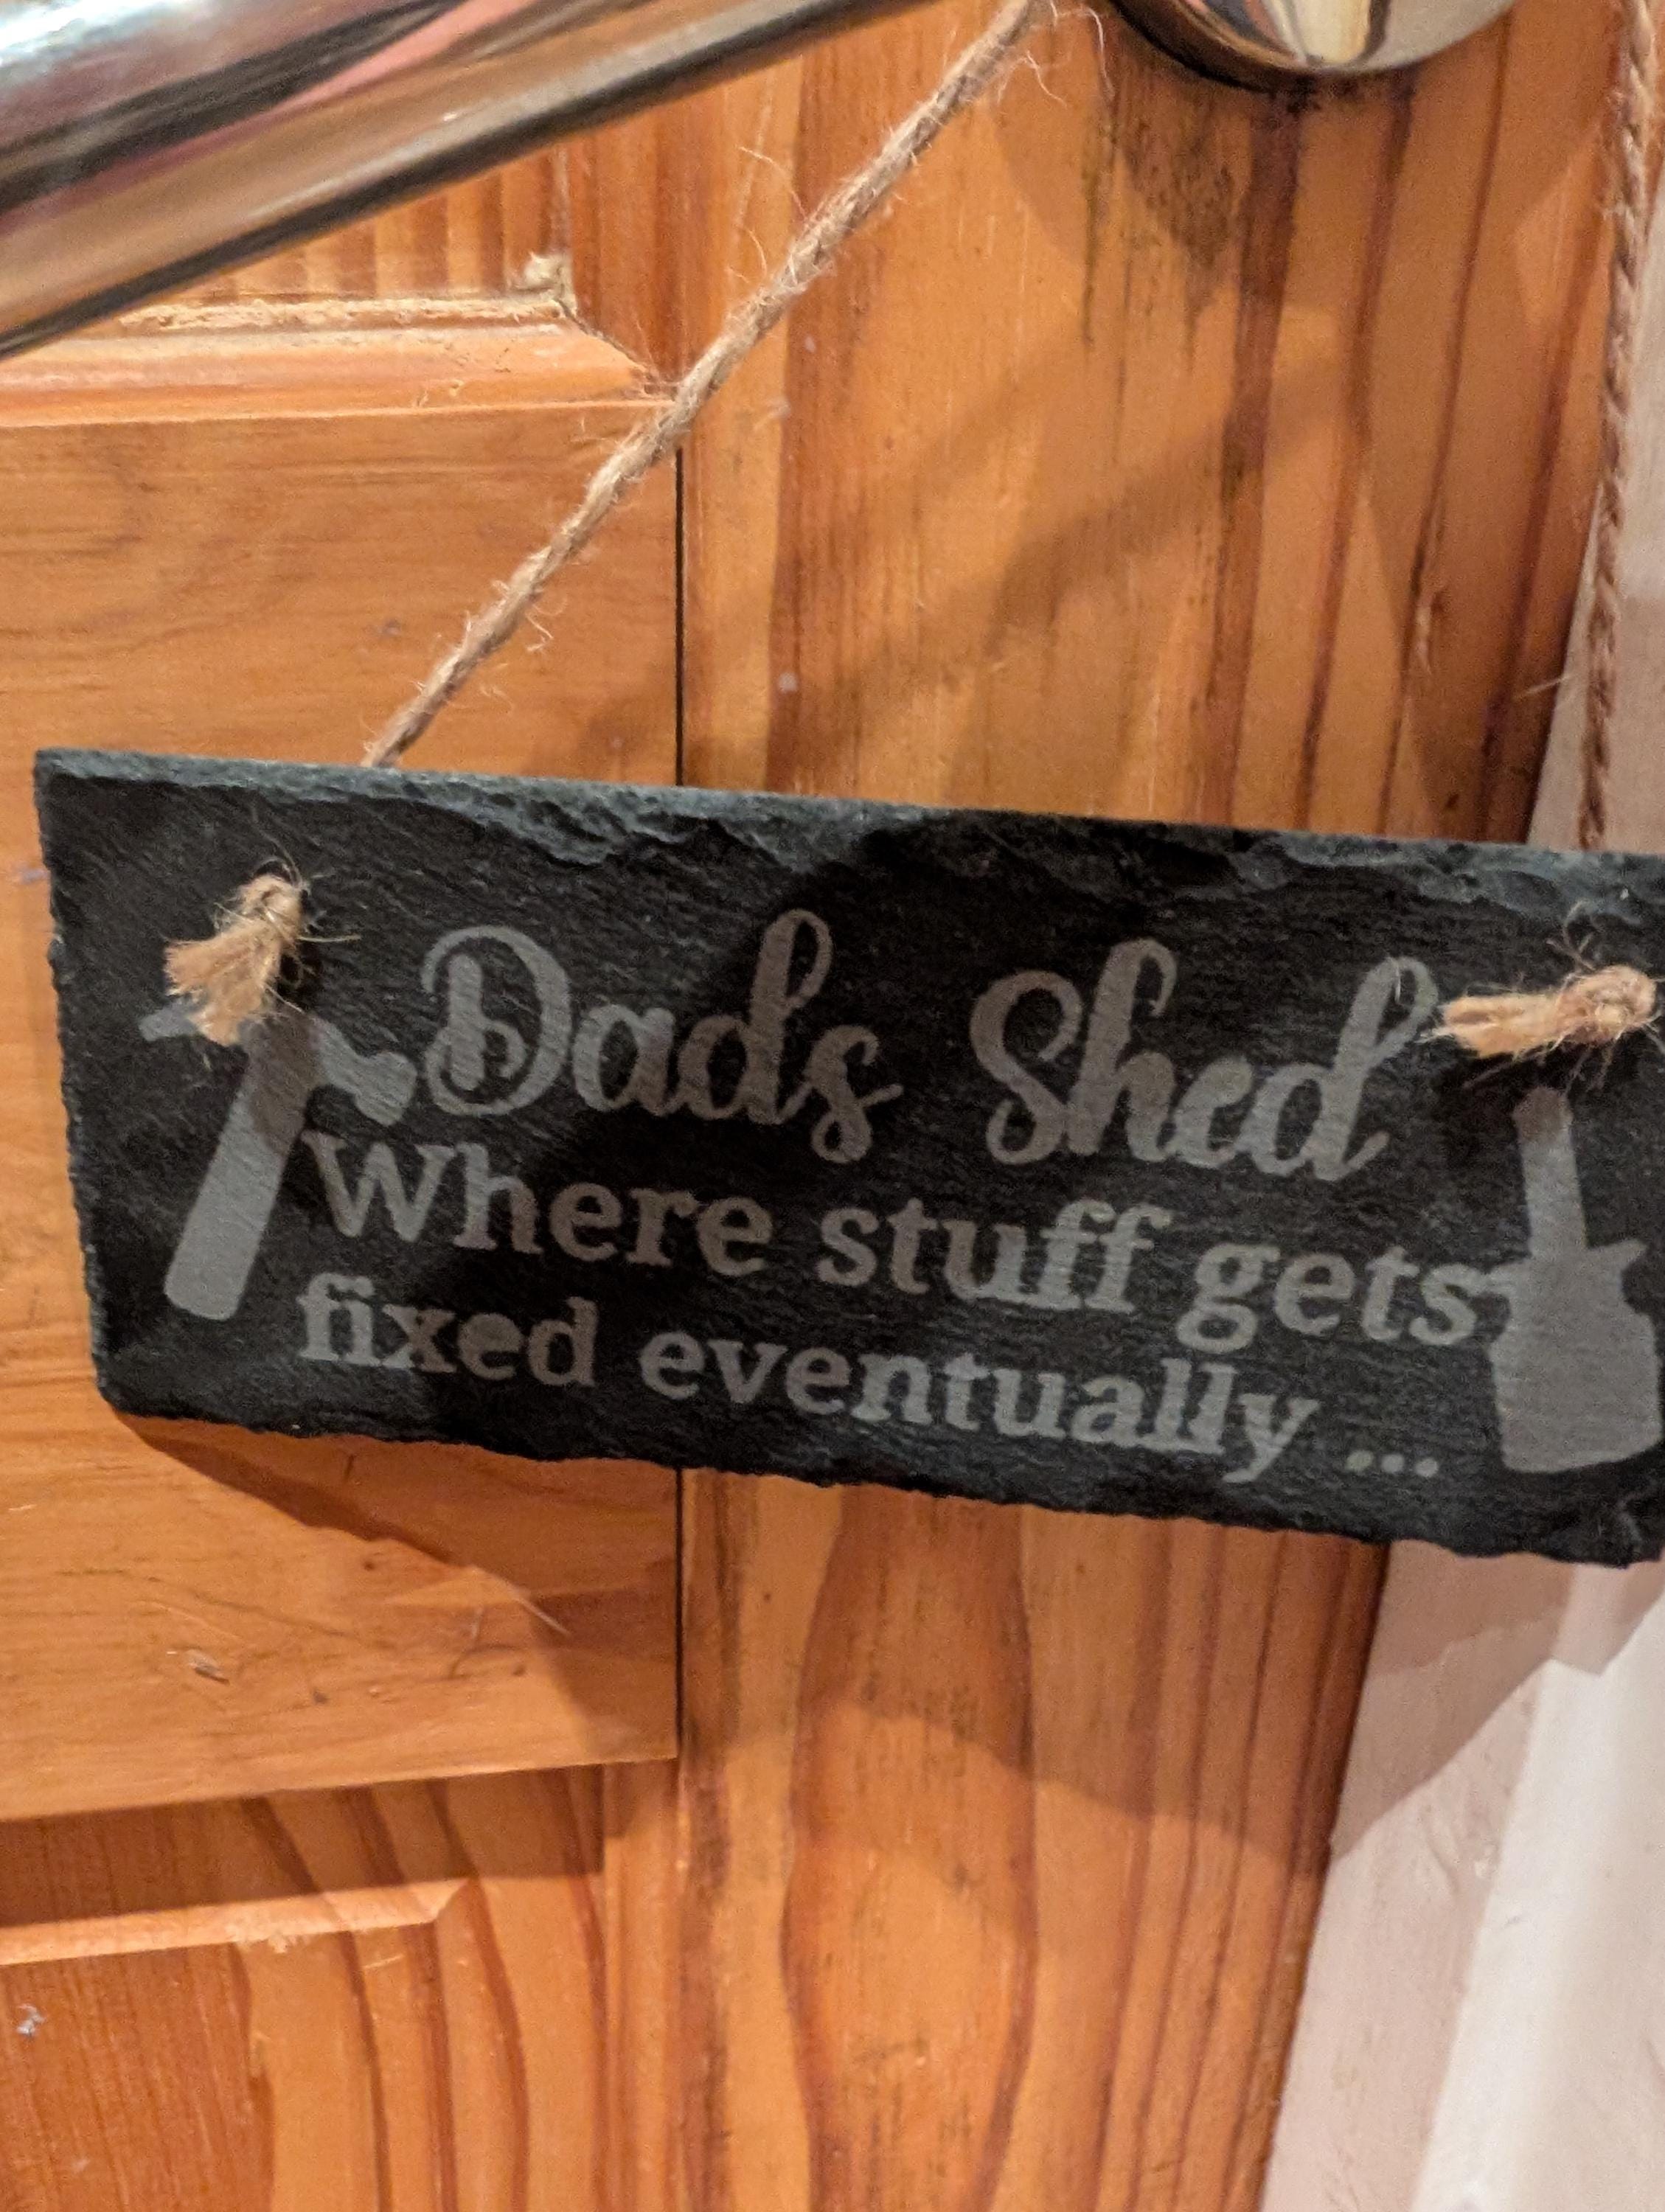 Dads Shed
Where stuff gets
fixed eventually ...